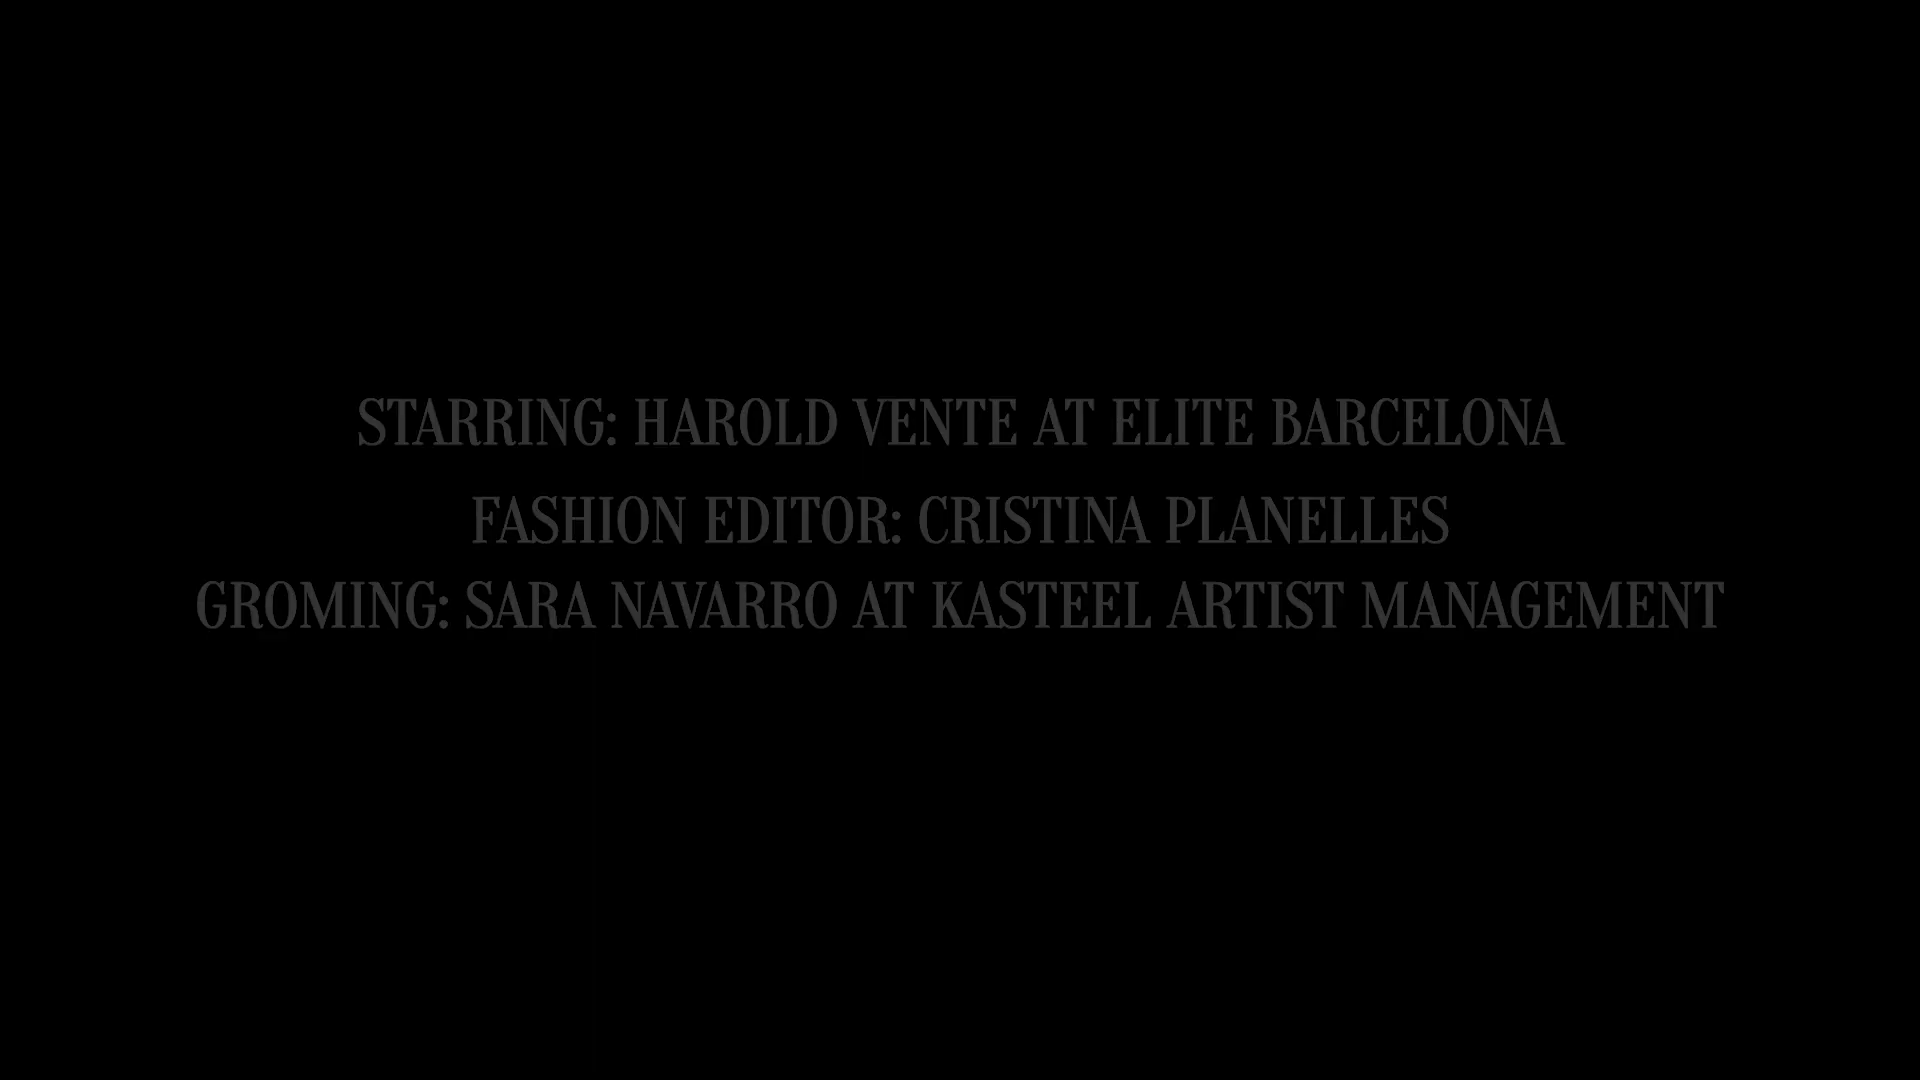 STARRING: HAROLD VENTE AT ELITE BARCELONA
FASHION EDITOR: CRISTINA PLANELLES
GROMING: SARA NAVARRO AT KASTEEL ARTIST MANAGEMENT